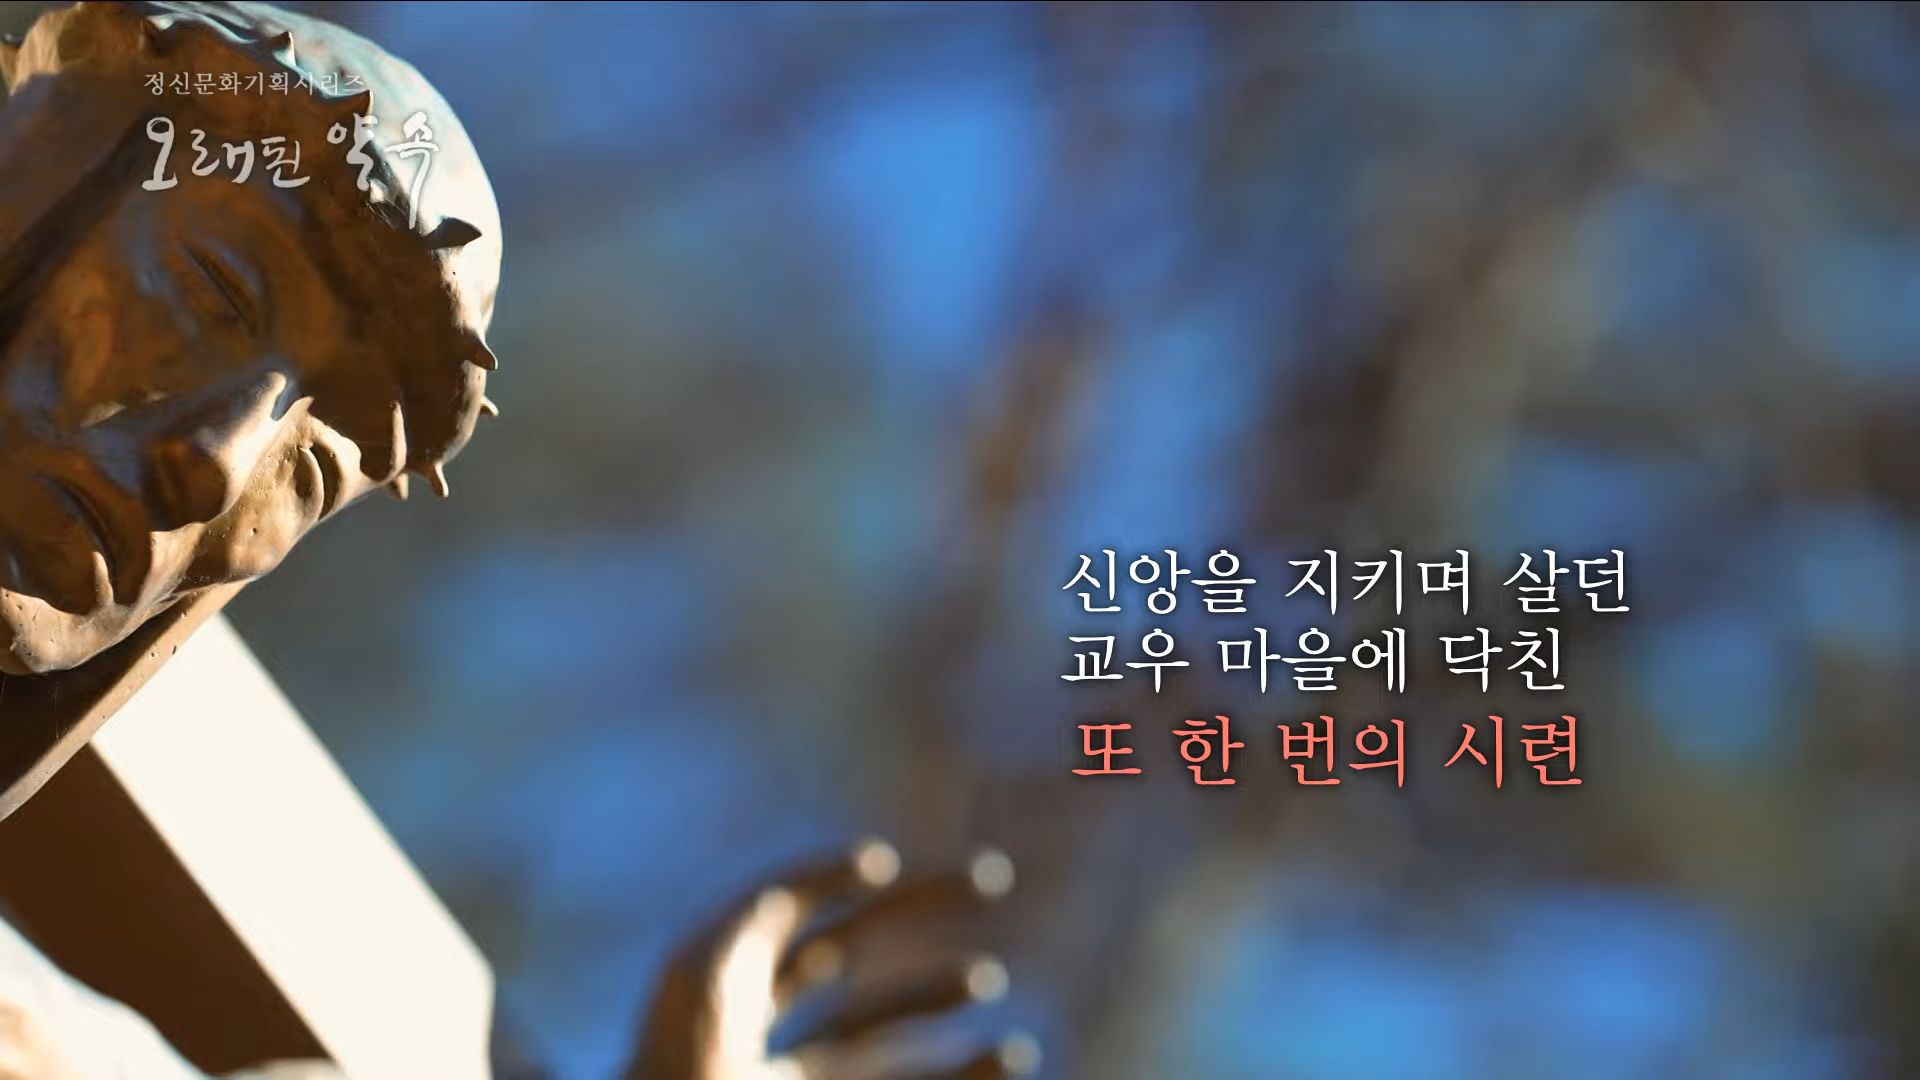 정신문화기획시리즈
오래된 약속
신앙을 지키며 살던
교우 마을에 닥친
또 한 번의 시련